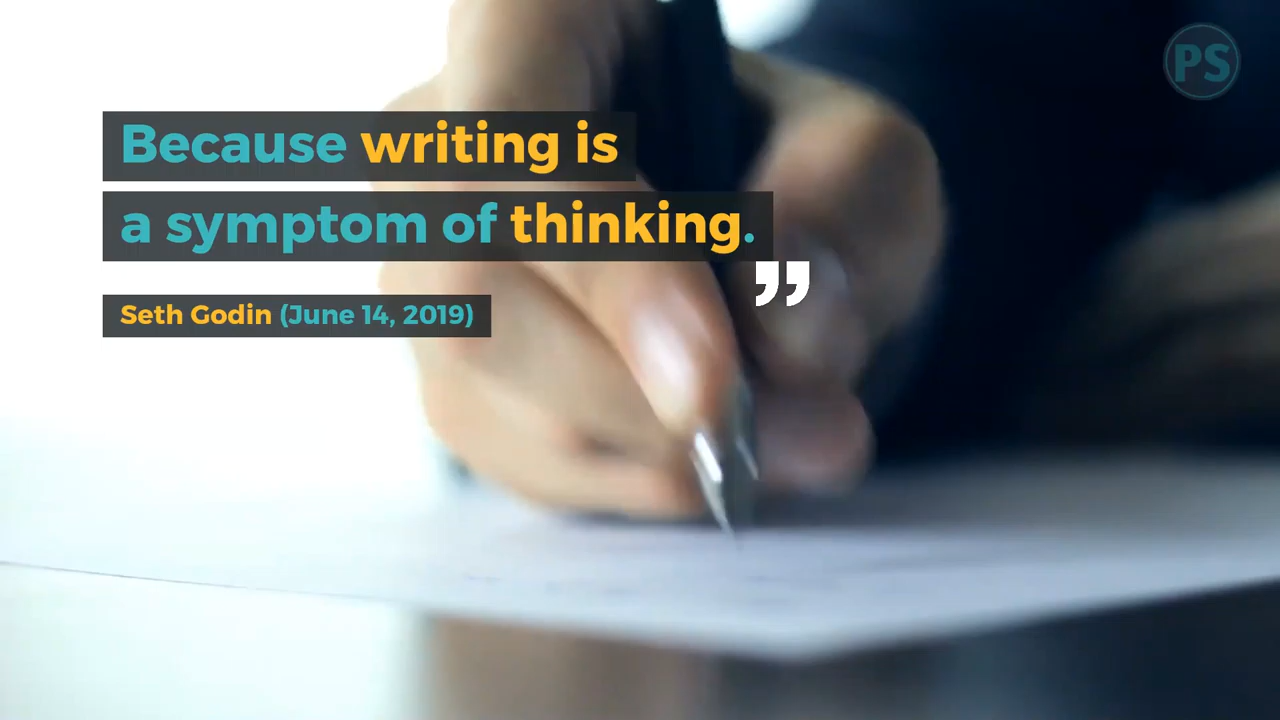 PS
Because writing is
a symptom of thinking.
”
Seth Godin (June 14, 2019)